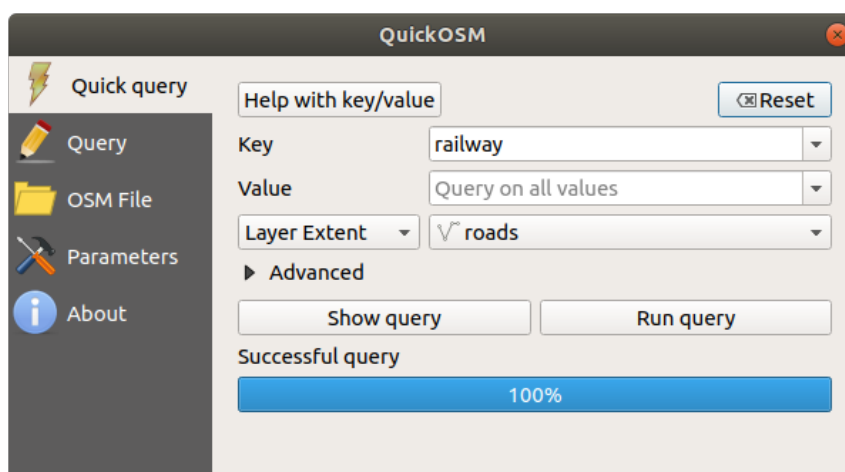 QuickOSM
Quick query
Query
OSM File
Parameters
About
Help with key/value
Reset
Key
railway
Value
Query on all values
Layer Extent
roads
Advanced
Show query
Run query
Successful query
100%